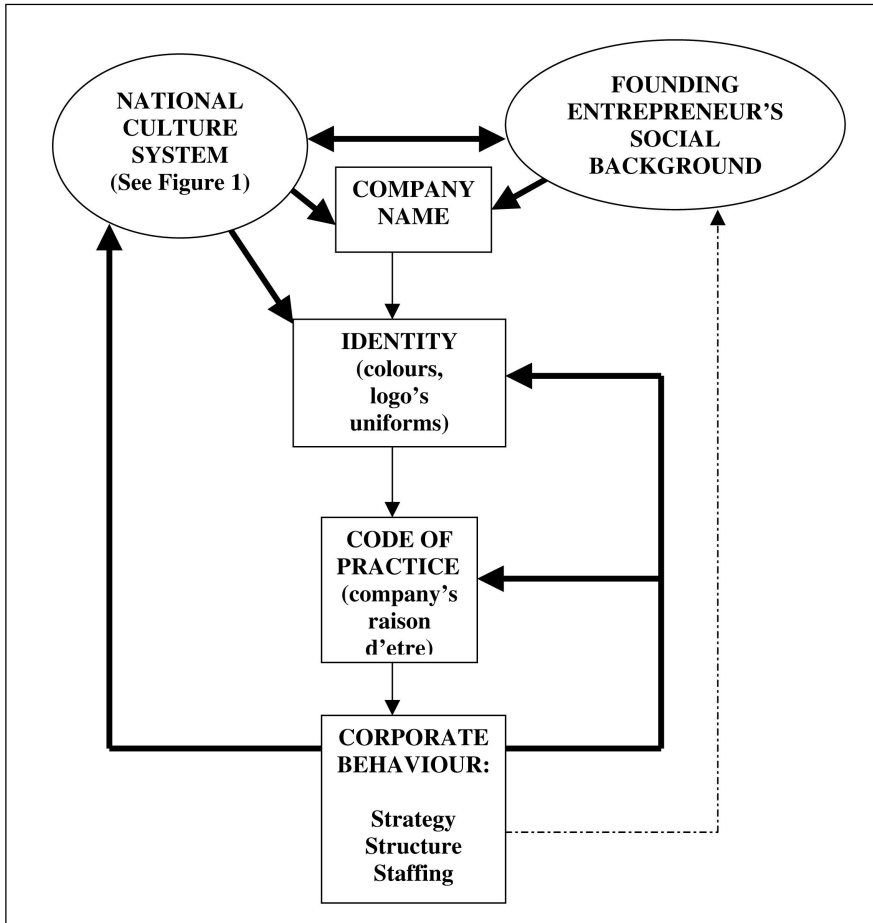 NATIONAL
CULTURE
SYSTEM
(See Figure 1)
FOUNDING
ENTREPRENEUR’S
SOCIAL
BACKGROUND
COMPANY
NAME
IDENTITY
(colours,
logo’s
uniforms)
CODE OF
PRACTICE
(company’s
raison
d’etre)
CORPORATE
BEHAVIOUR:
Strategy
Structure
Staffing